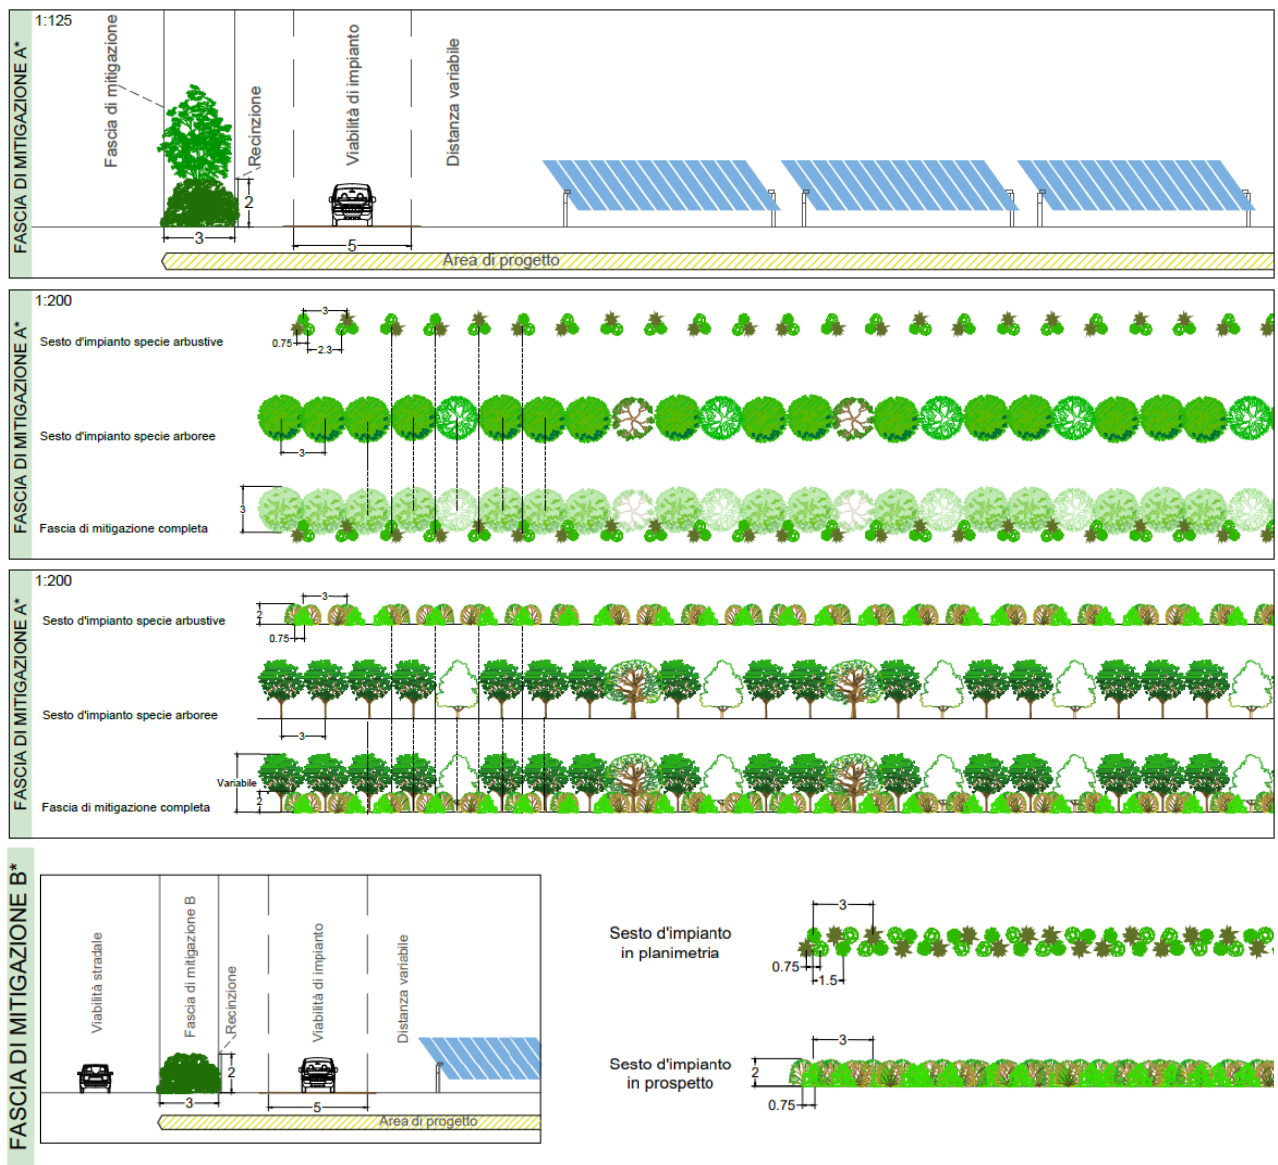 FASCIA DI MITIGAZIONE A*
1:125
Fascia di mitigazione
Recinzione
Viabilità di impianto
Distanza variabile
2
3
5
Area di progetto
FASCIA DI MITIGAZIONE A*
1:200
3
Sesto d'impianto specie arbustive
0.75
2.3
Sesto d'impianto specie arboree
3
3
Fascia di mitigazione completa
FASCIA DI MITIGAZIONE A*
1:200
3
2
Sesto d'impianto specie arbustive
0.75
Sesto d'impianto specie arboree
3
Variabile
2
Fascia di mitigazione completa
FASCIA DI MITIGAZIONE B*
Viabilità stradale
Fascia di mitigazione B
Recinzione
Viabilità di impianto
Distanza variabile
2
3
5
Area di progetto
3
Sesto d'impianto
in planimetria
0.75
1.5
3
Sesto d'impianto
in prospetto
2
0.75